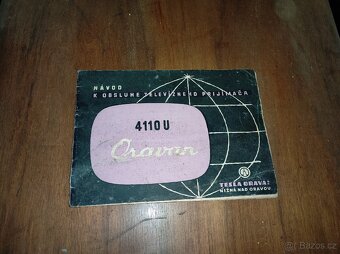 NÁVOD
K OBSLUHE TELEVÍZNEHO PRIJÍMAČA
4110 U
Oravan
TESLA ORAVA
NIŽNÁ NAD ORAVOU
bazos.cz